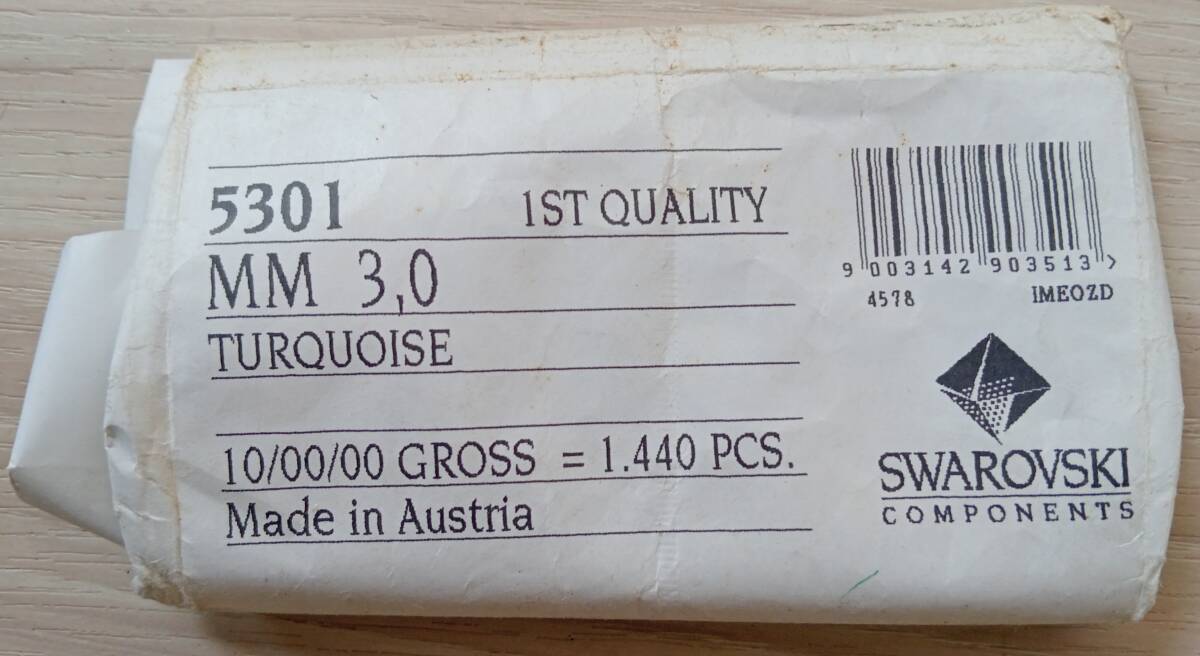 5301 1ST QUALITY
MM 3,0
TURQUOISE
10/00/00 GROSS = 1.440 PCS.
Made in Austria
9 003142 903513 >
4578 IMEOZD
SWAROVSKI
COMPONENTS